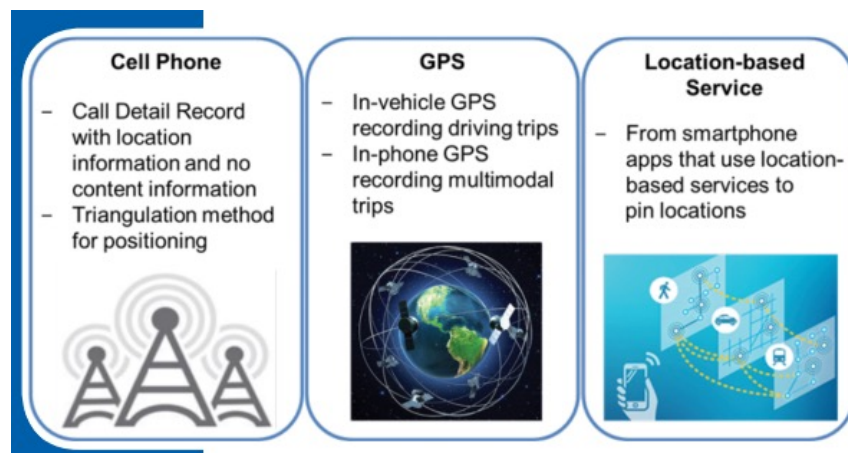 Cell Phone
– Call Detail Record
with location
information and no
content information
– Triangulation method
for positioning
GPS
– In-vehicle GPS
recording driving trips
– In-phone GPS
recording multimodal
trips
Location-based
Service
– From smartphone
apps that use location-
based services to
pin locations